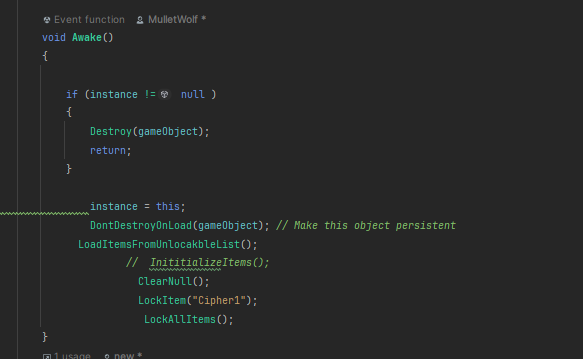 Event function MulletWolf *
void Awake()
{
if (instance != null )
{
Destroy(gameObject);
return;
}
instance = this;
DontDestroyOnLoad(gameObject); // Make this object persistent
LoadItemsFromUnlocakbleList();
// InititializeItems();
ClearNull();
LockItem("Cipher1");
LockAllItems();
}
1 usage new *